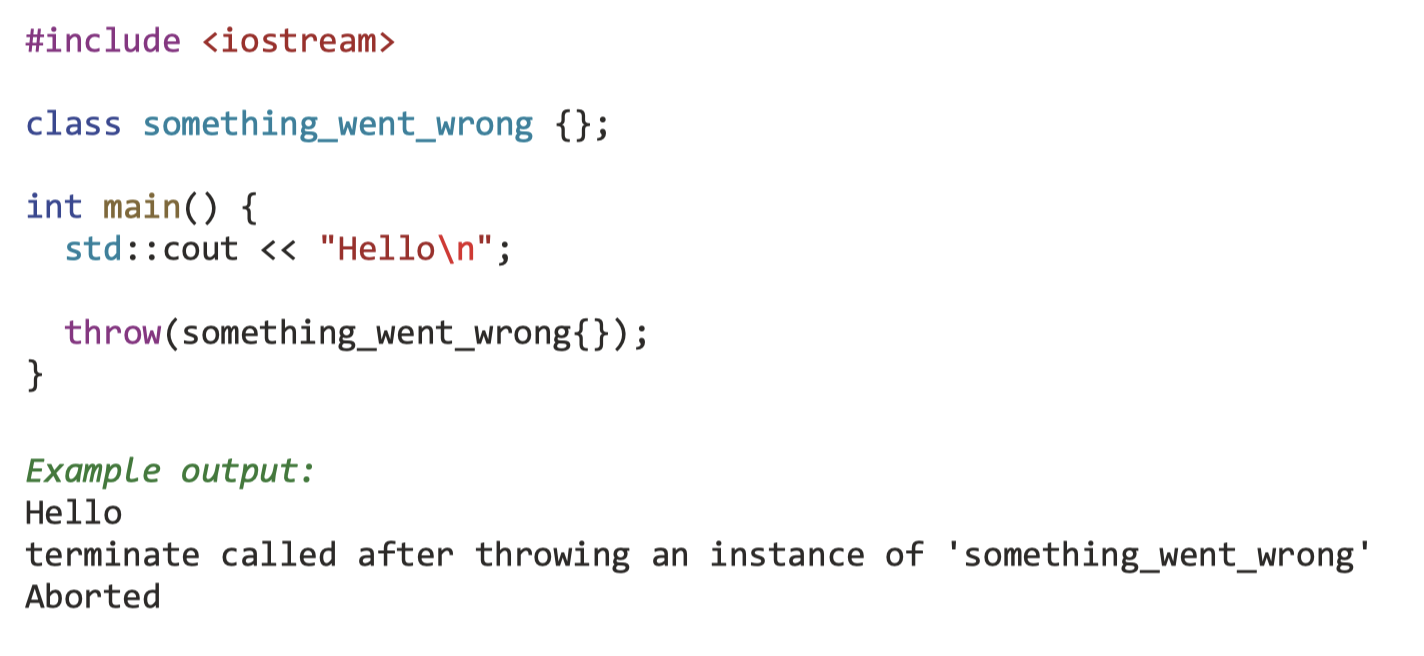 #include <iostream>
class something_went_wrong {};
int main() {
  std::cout << "Hello\n";
  throw(something_went_wrong{});
}
Example output:
Hello
terminate called after throwing an instance of 'something_went_wrong'
Aborted